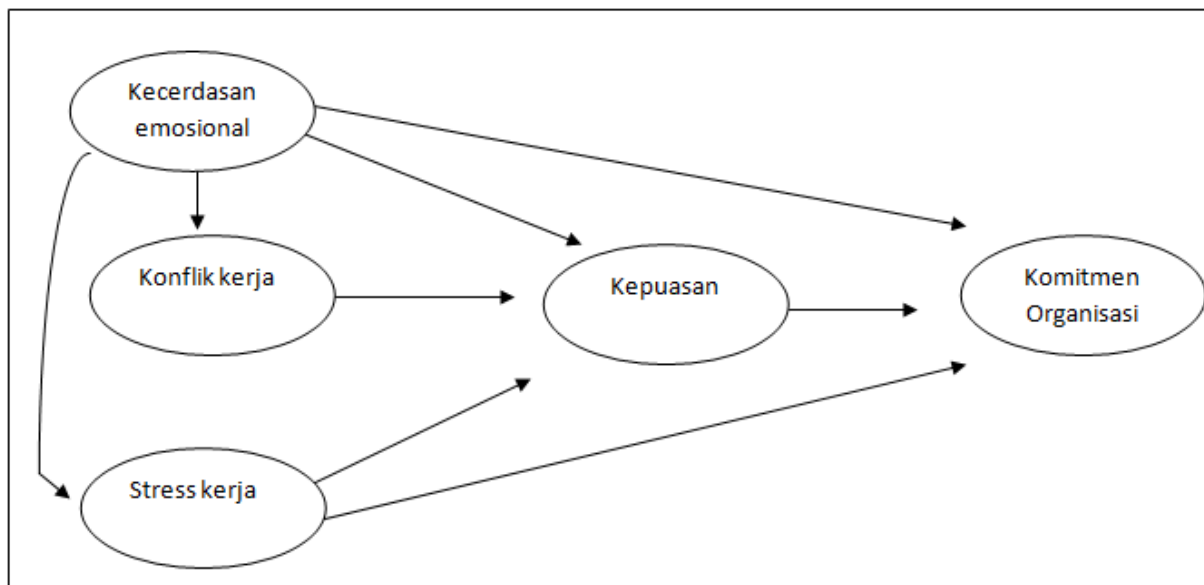 Kecerdasan
emosional
Konflik kerja
Kepuasan
Komitmen
Organisasi
Stress kerja